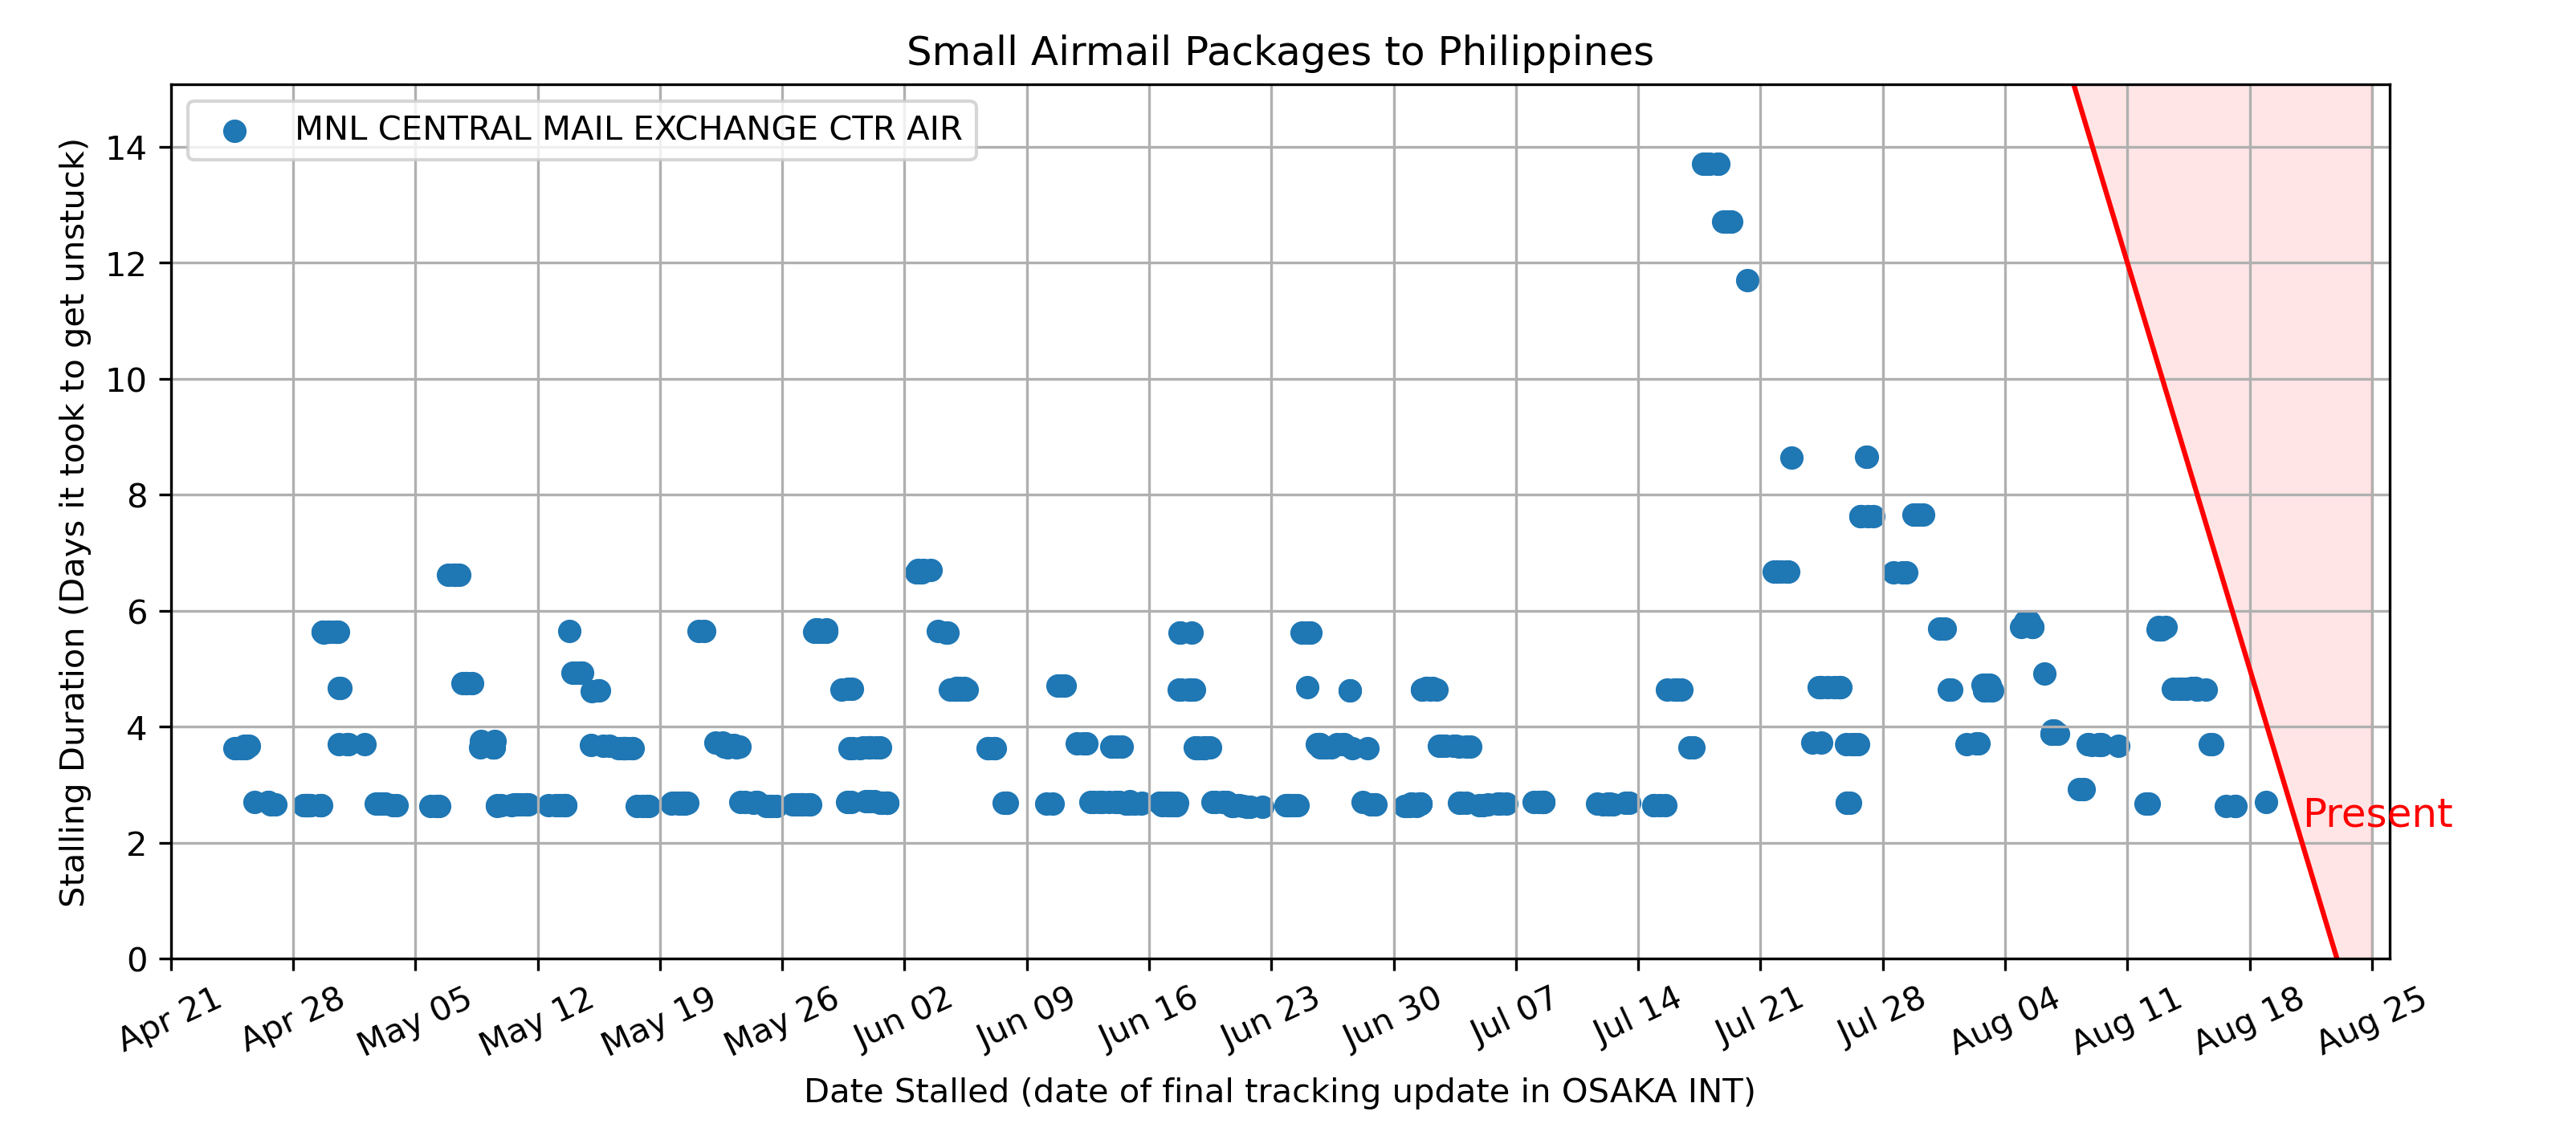 Small Airmail Packages to Philippines
MNL CENTRAL MAIL EXCHANGE CTR AIR
Stalling Duration (Days it took to get unstuck)
14
12
10
8
6
4
2
0
Present
Apr 21
Apr 28
May 05
May 12
May 19
May 26
Jun 02
Jun 09
Jun 16
Jun 23
Jun 30
Jul 07
Jul 14
Jul 21
Jul 28
Aug 04
Aug 11
Aug 18
Aug 25
Date Stalled (date of final tracking update in OSAKA INT)